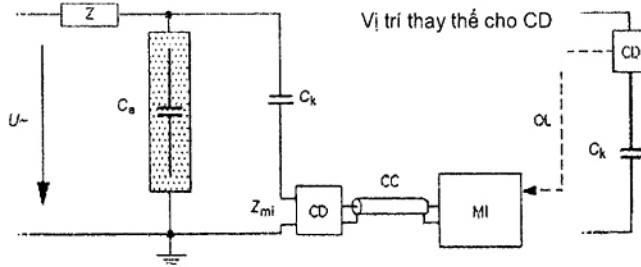 Z
Vị trí thay thế cho CD
CD
U~
Ca
Ck
OL
Ck
CC
Zmi
CD
MI